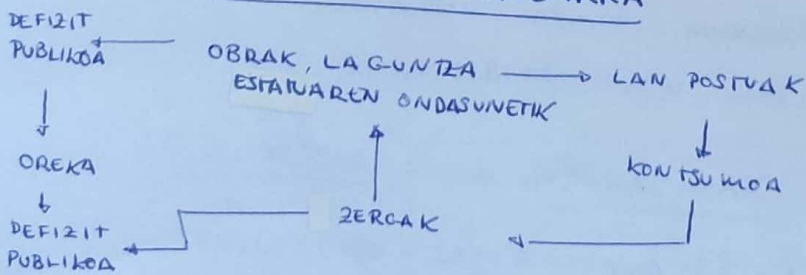 DEFIZIT
PUBLIKOA
OBRAK, LAGUNTZA
ESTATUAREN ONDASUNETIK
LAN POSTUAK
OREKA
KONTSUMOA
ZERGAK
DEFIZIT
PUBLIKOA